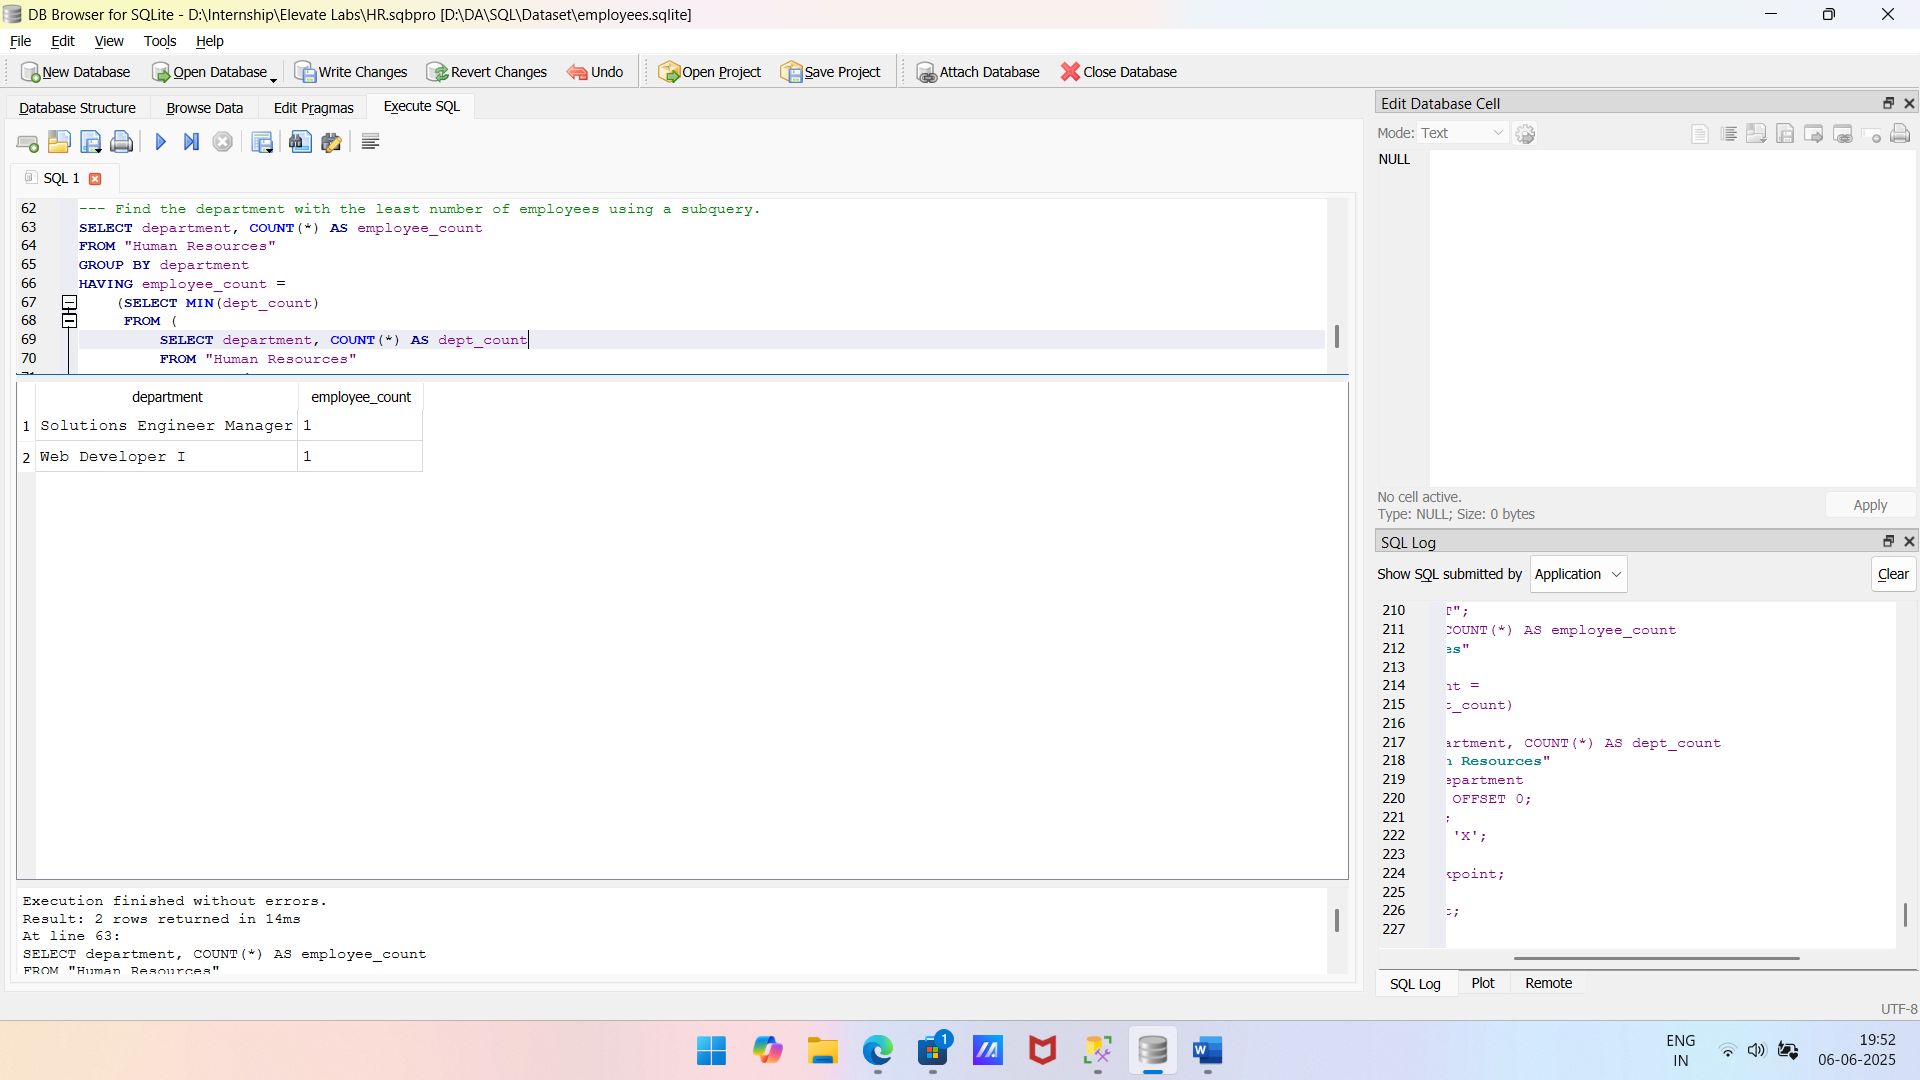 DB Browser for SQLite - D:\Internship\Elevate Labs\HR.sqbpro [D:\DA\SQL\Dataset\employees.sqlite]
File Edit View Tools Help
New Database Open Database Write Changes Revert Changes Undo Open Project Save Project Attach Database Close Database
Database Structure Browse Data Edit Pragmas Execute SQL
SQL 1
62 --- Find the department with the least number of employees using a subquery.
63 SELECT department, COUNT(*) AS employee_count
64 FROM "Human Resources"
65 GROUP BY department
66 HAVING employee_count =
67 (SELECT MIN(dept_count)
68 FROM (
69 SELECT department, COUNT(*) AS dept_count
70 FROM "Human Resources"
department employee_count
1 Solutions Engineer Manager 1
2 Web Developer I 1
Execution finished without errors.
Result: 2 rows returned in 14ms
At line 63:
SELECT department, COUNT(*) AS employee_count
FROM "Human Resources"
Edit Database Cell
Mode: Text
NULL
No cell active.
Type: NULL; Size: 0 bytes
Apply
SQL Log
Show SQL submitted by Application Clear
210 T";
211 COUNT(*) AS employee_count
212 es"
213
214 nt =
215 t_count)
216
217 artment, COUNT(*) AS dept_count
218 n Resources"
219 epartment
220 OFFSET 0;
221 ;
222 'X';
223
224 kpoint;
225
226 t;
227
SQL Log Plot Remote
UTF-8
1
ENG
IN
19:52
06-06-2025